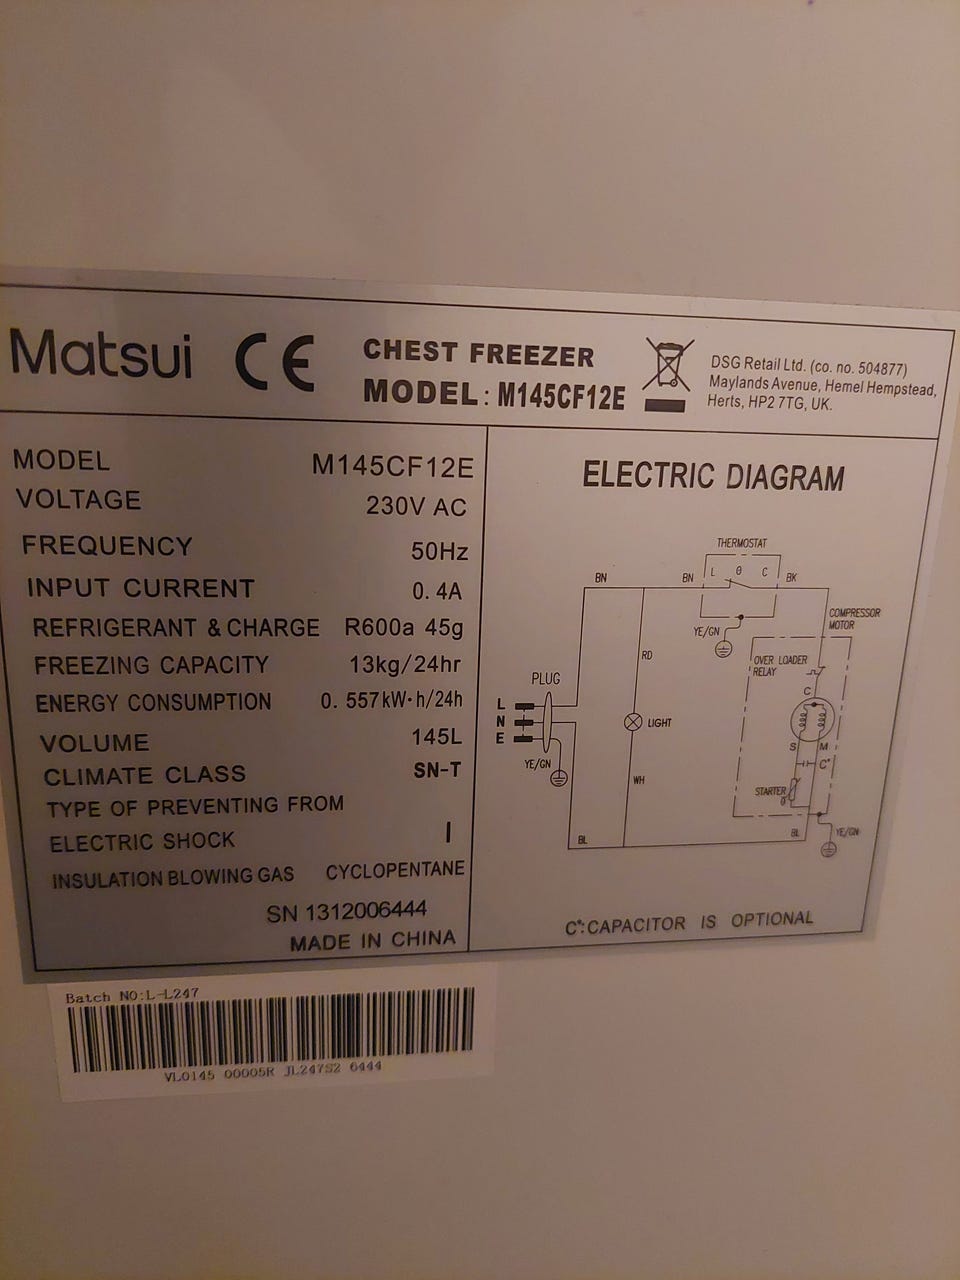 Matsui CE
CHEST FREEZER
MODEL: M145CF12E
DSG Retail Ltd. (co. no. 504877)
Maylands Avenue, Hemel Hempstead,
Herts, HP2 7TG, UK.
MODEL M145CF12E
VOLTAGE 230V AC
FREQUENCY 50Hz
INPUT CURRENT 0. 4A
REFRIGERANT & CHARGE R600a 45g
FREEZING CAPACITY 13kg/24hr
ENERGY CONSUMPTION 0. 557kW·h/24h
VOLUME 145L
CLIMATE CLASS SN-T
TYPE OF PREVENTING FROM
ELECTRIC SHOCK I
INSULATION BLOWING GAS CYCLOPENTANE
SN 1312006444
MADE IN CHINA
ELECTRIC DIAGRAM
THERMOSTAT
BN BN L θ C BK
COMPRESSOR
MOTOR
YE/GN
RD
OVER LOADER
RELAY
PLUG
C
L
N LIGHT
E
S M
YE/GN
C*
WH
STARTER
θ
BL BL YE/GN
C*:CAPACITOR IS OPTIONAL
Batch NO:L-L247
VL0145 00005R JL247S2 6444